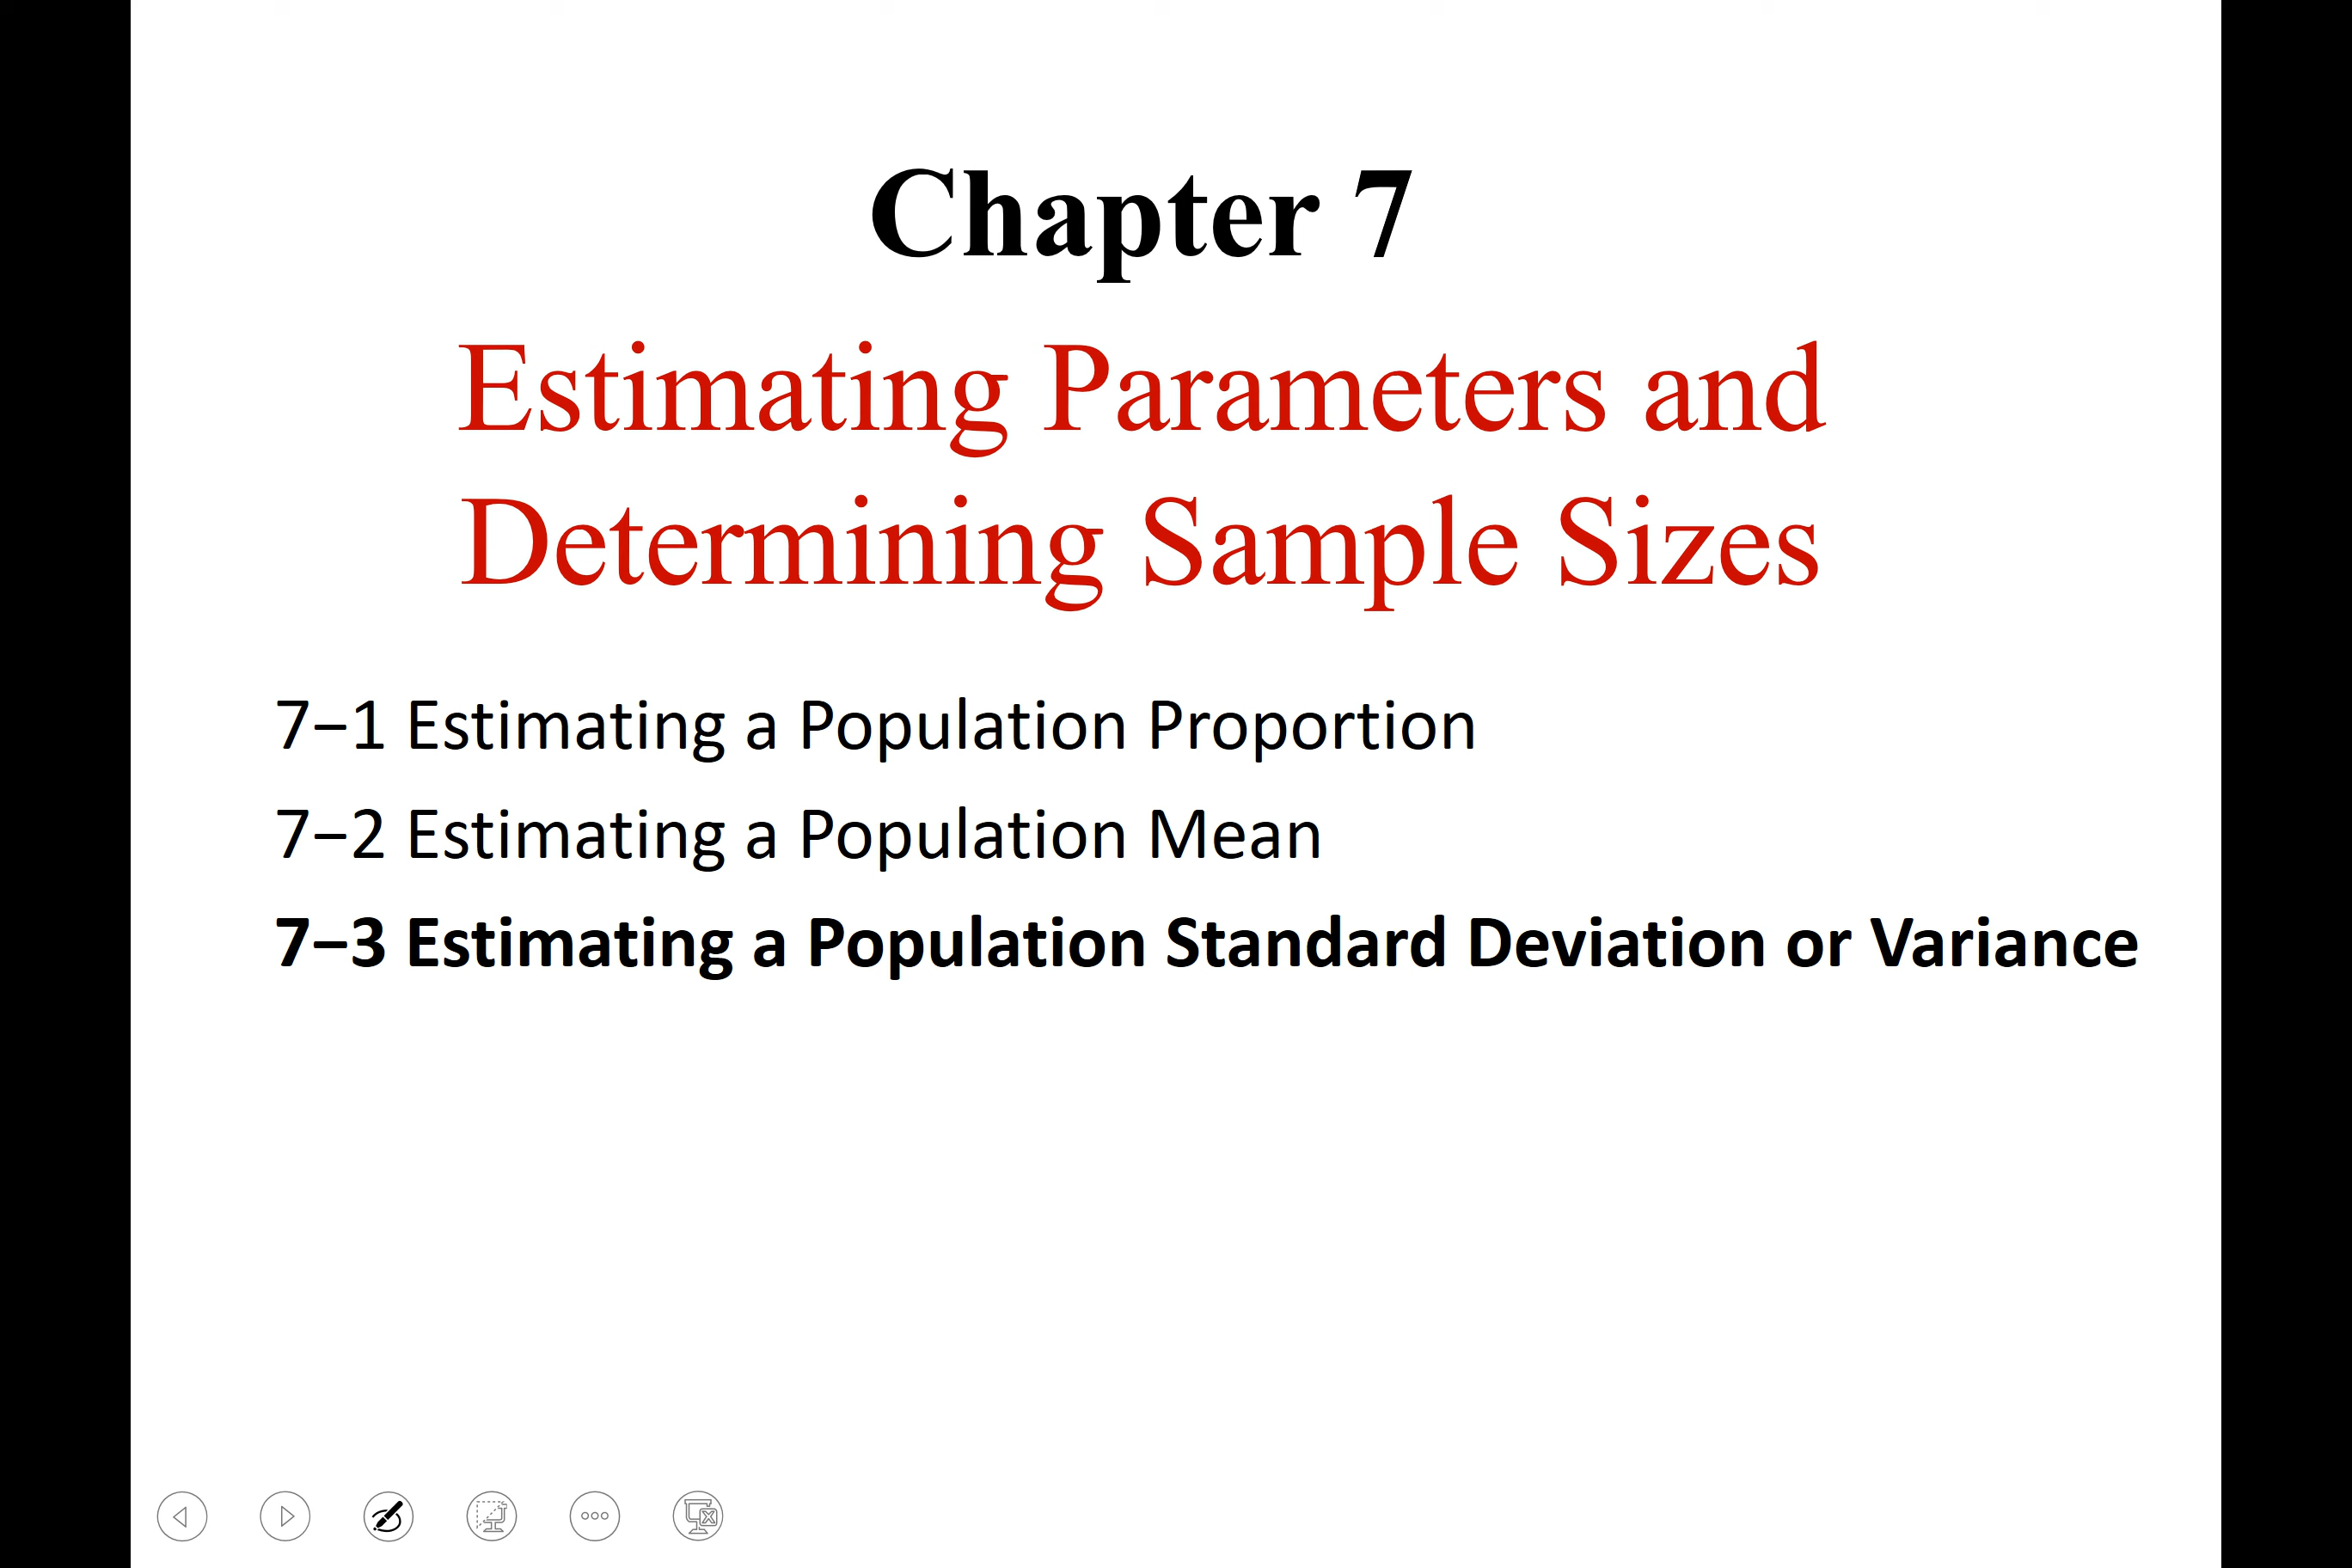 Chapter 7
Estimating Parameters and
Determining Sample Sizes
7–1 Estimating a Population Proportion
7–2 Estimating a Population Mean
7–3 Estimating a Population Standard Deviation or Variance